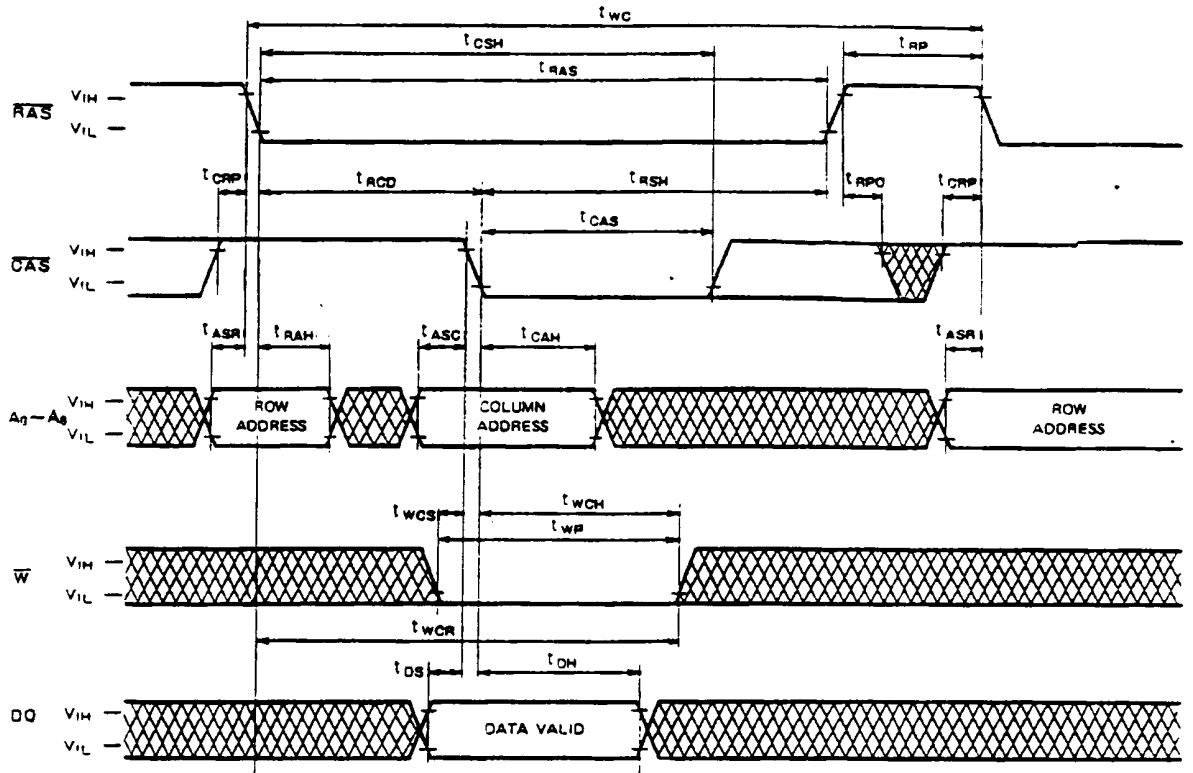 tWC
tCSH
tRP
tRAS
RAS
VIH
VIL
tCRP
tRCD
tRSH
tRPC
tCRP
tCAS
CAS
VIH
VIL
tASR
tRAH
tASC
tCAH
tASR
A0~A8
VIH
VIL
ROW
ADDRESS
COLUMN
ADDRESS
ROW
ADDRESS
tWCS
tWCH
tWP
W
VIH
VIL
tWCR
tDS
tDH
DQ
VIH
VIL
DATA VALID